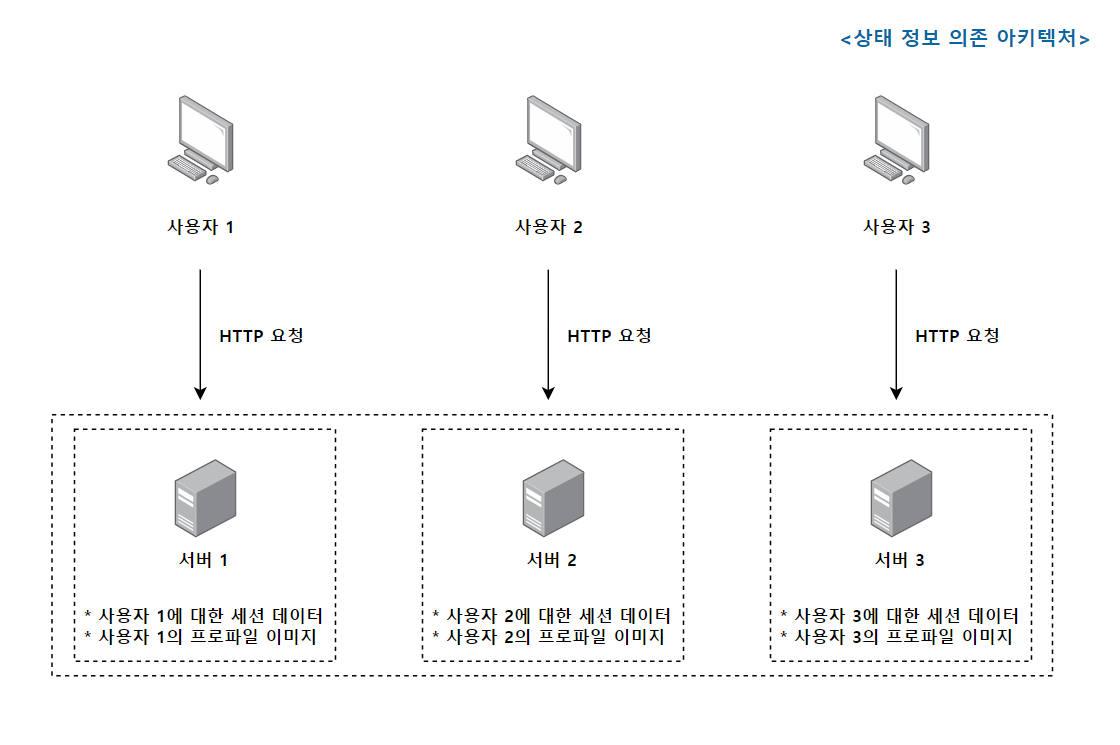 <상태 정보 의존 아키텍처>
사용자 1
사용자 2
사용자 3
HTTP 요청
HTTP 요청
HTTP 요청
서버 1
* 사용자 1에 대한 세션 데이터
* 사용자 1의 프로파일 이미지
서버 2
* 사용자 2에 대한 세션 데이터
* 사용자 2의 프로파일 이미지
서버 3
* 사용자 3에 대한 세션 데이터
* 사용자 3의 프로파일 이미지